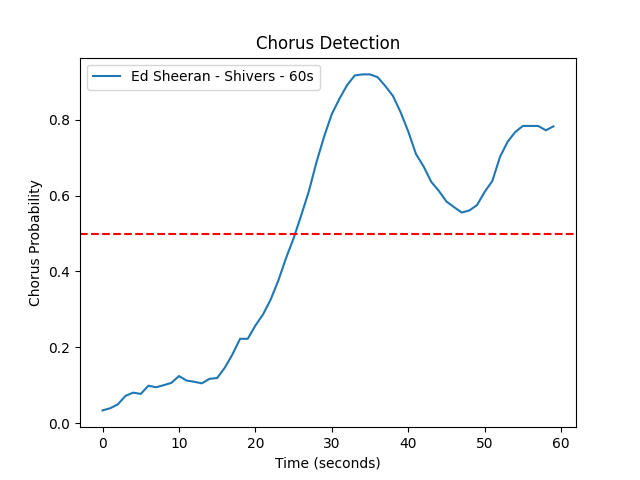 Chorus Detection
Ed Sheeran - Shivers - 60s
Chorus Probability
0.8
0.6
0.4
0.2
0.0
0 10 20 30 40 50 60
Time (seconds)